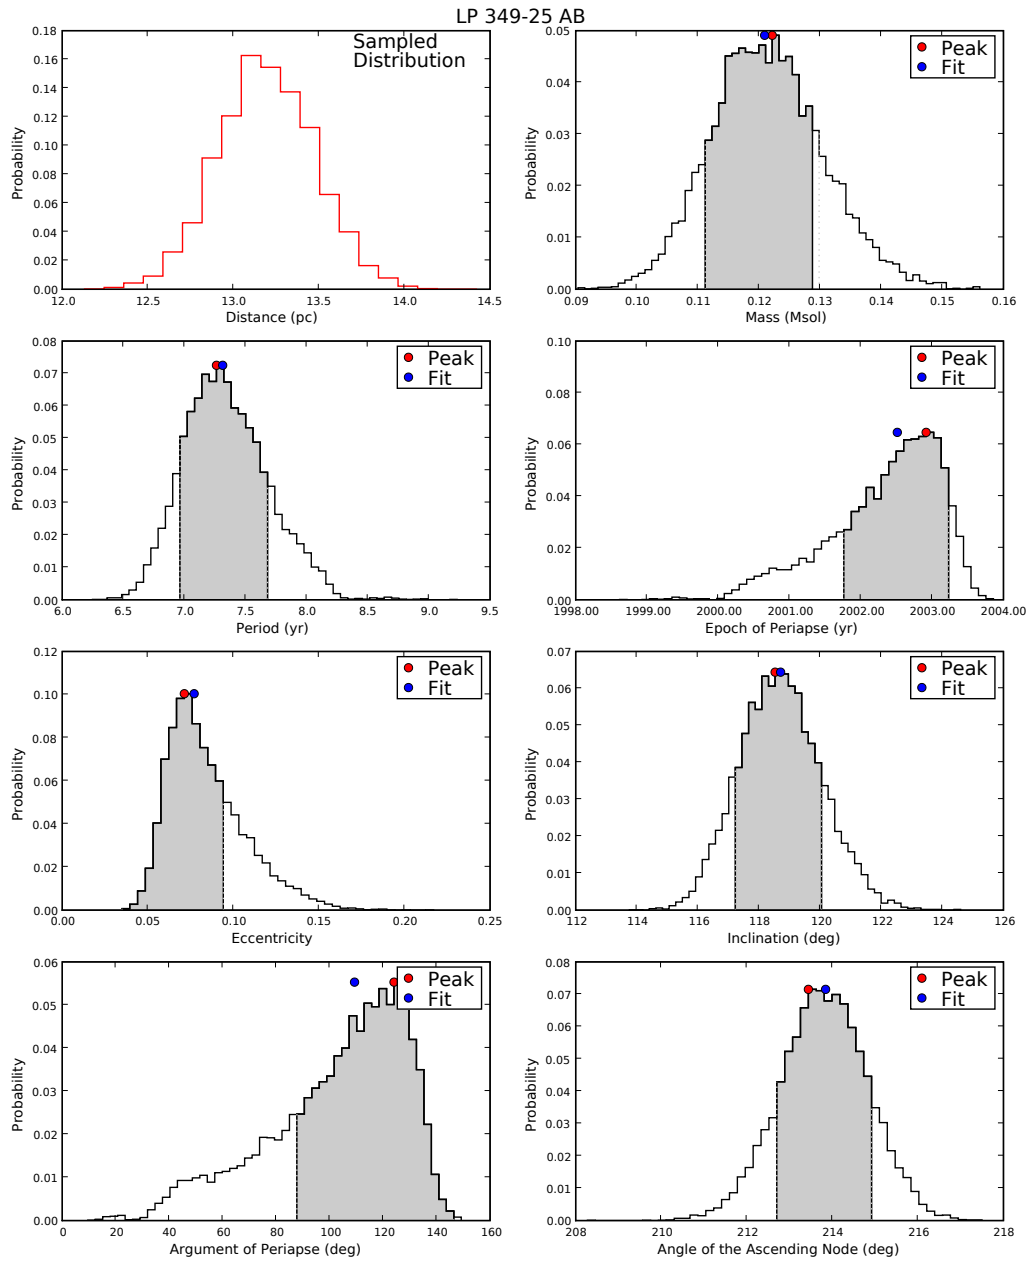 LP 349-25 AB
Sampled
Distribution
Probability
0.18
0.16
0.14
0.12
0.10
0.08
0.06
0.04
0.02
0.00
12.0 12.5 13.0 13.5 14.0 14.5
Distance (pc)
Peak
Fit
Probability
0.05
0.04
0.03
0.02
0.01
0.00
0.09 0.10 0.11 0.12 0.13 0.14 0.15 0.16
Mass (Msol)
Peak
Fit
Probability
0.08
0.07
0.06
0.05
0.04
0.03
0.02
0.01
0.00
6.0 6.5 7.0 7.5 8.0 8.5 9.0 9.5
Period (yr)
Peak
Fit
Probability
0.10
0.08
0.06
0.04
0.02
0.00
1998.00 1999.00 2000.00 2001.00 2002.00 2003.00 2004.00
Epoch of Periapse (yr)
Peak
Fit
Probability
0.12
0.10
0.08
0.06
0.04
0.02
0.00
0.00 0.05 0.10 0.15 0.20 0.25
Eccentricity
Peak
Fit
Probability
0.07
0.06
0.05
0.04
0.03
0.02
0.01
0.00
112 114 116 118 120 122 124 126
Inclination (deg)
Peak
Fit
Probability
0.06
0.05
0.04
0.03
0.02
0.01
0.00
0 20 40 60 80 100 120 140 160
Argument of Periapse (deg)
Peak
Fit
Probability
0.08
0.07
0.06
0.05
0.04
0.03
0.02
0.01
0.00
208 210 212 214 216 218
Angle of the Ascending Node (deg)